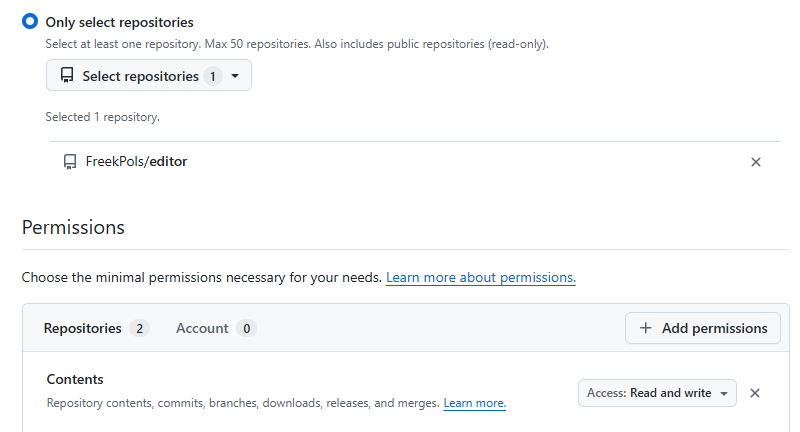 Only select repositories
Select at least one repository. Max 50 repositories. Also includes public repositories (read-only).
Select repositories 1
Selected 1 repository.
FreekPols/editor
Permissions
Choose the minimal permissions necessary for your needs. Learn more about permissions.
Repositories 2 Account 0 Add permissions
Contents
Repository contents, commits, branches, downloads, releases, and merges. Learn more.
Access: Read and write